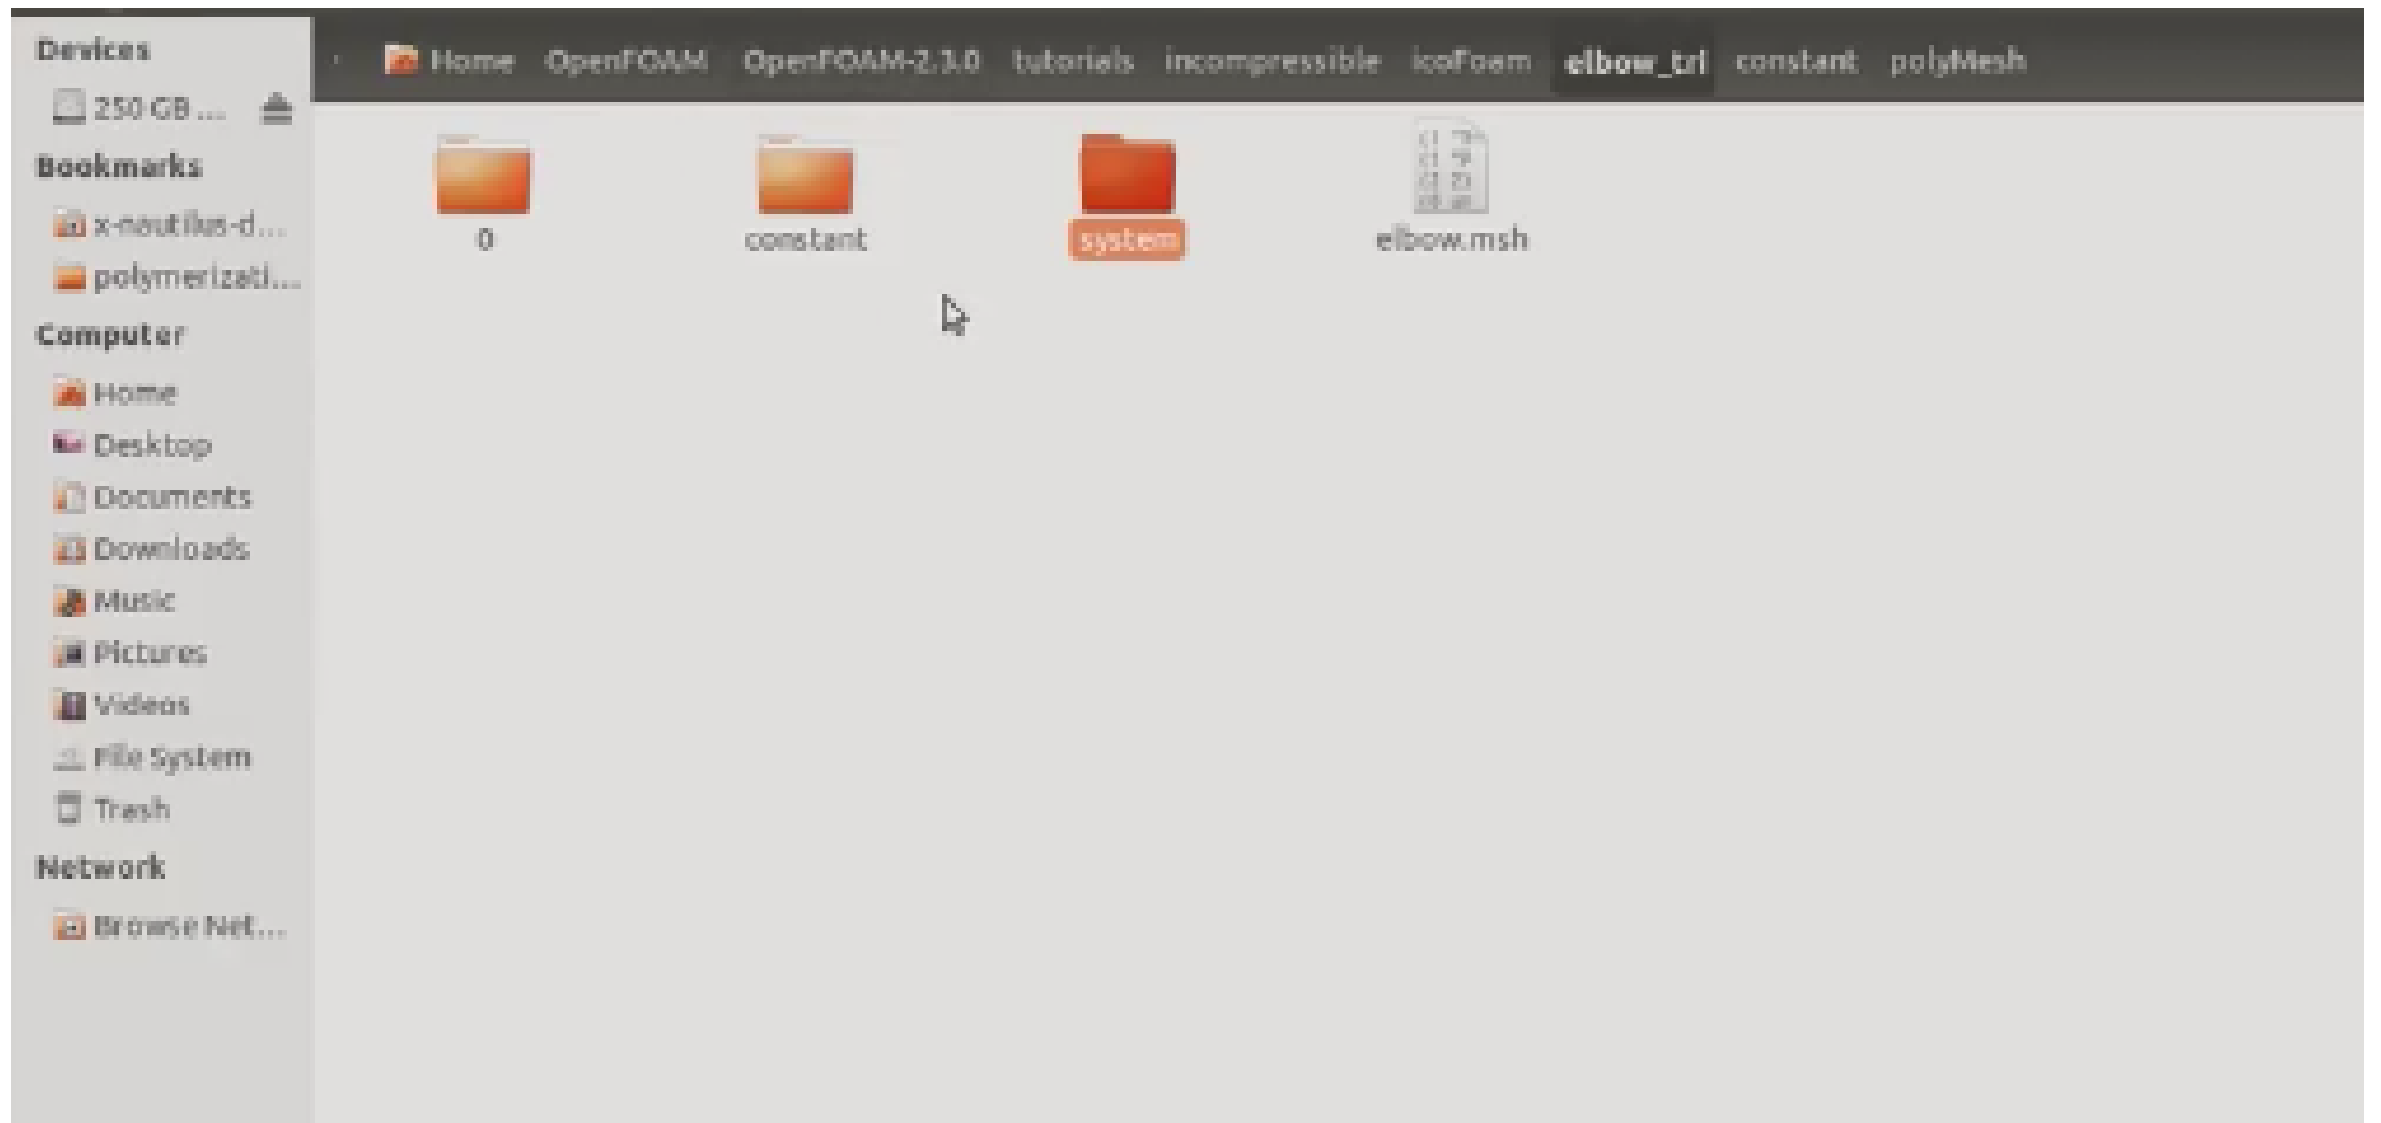 Devices
250 GB ...
Bookmarks
x-nautilus-d...
polymerizati...
Computer
Home
Desktop
Documents
Downloads
Music
Pictures
Videos
File System
Trash
Network
Browse Net...
Home OpenFOAM OpenFOAM-2.3.0 tutorials incompressible icoFoam elbow_tri constant polyMesh
0 constant system elbow.msh